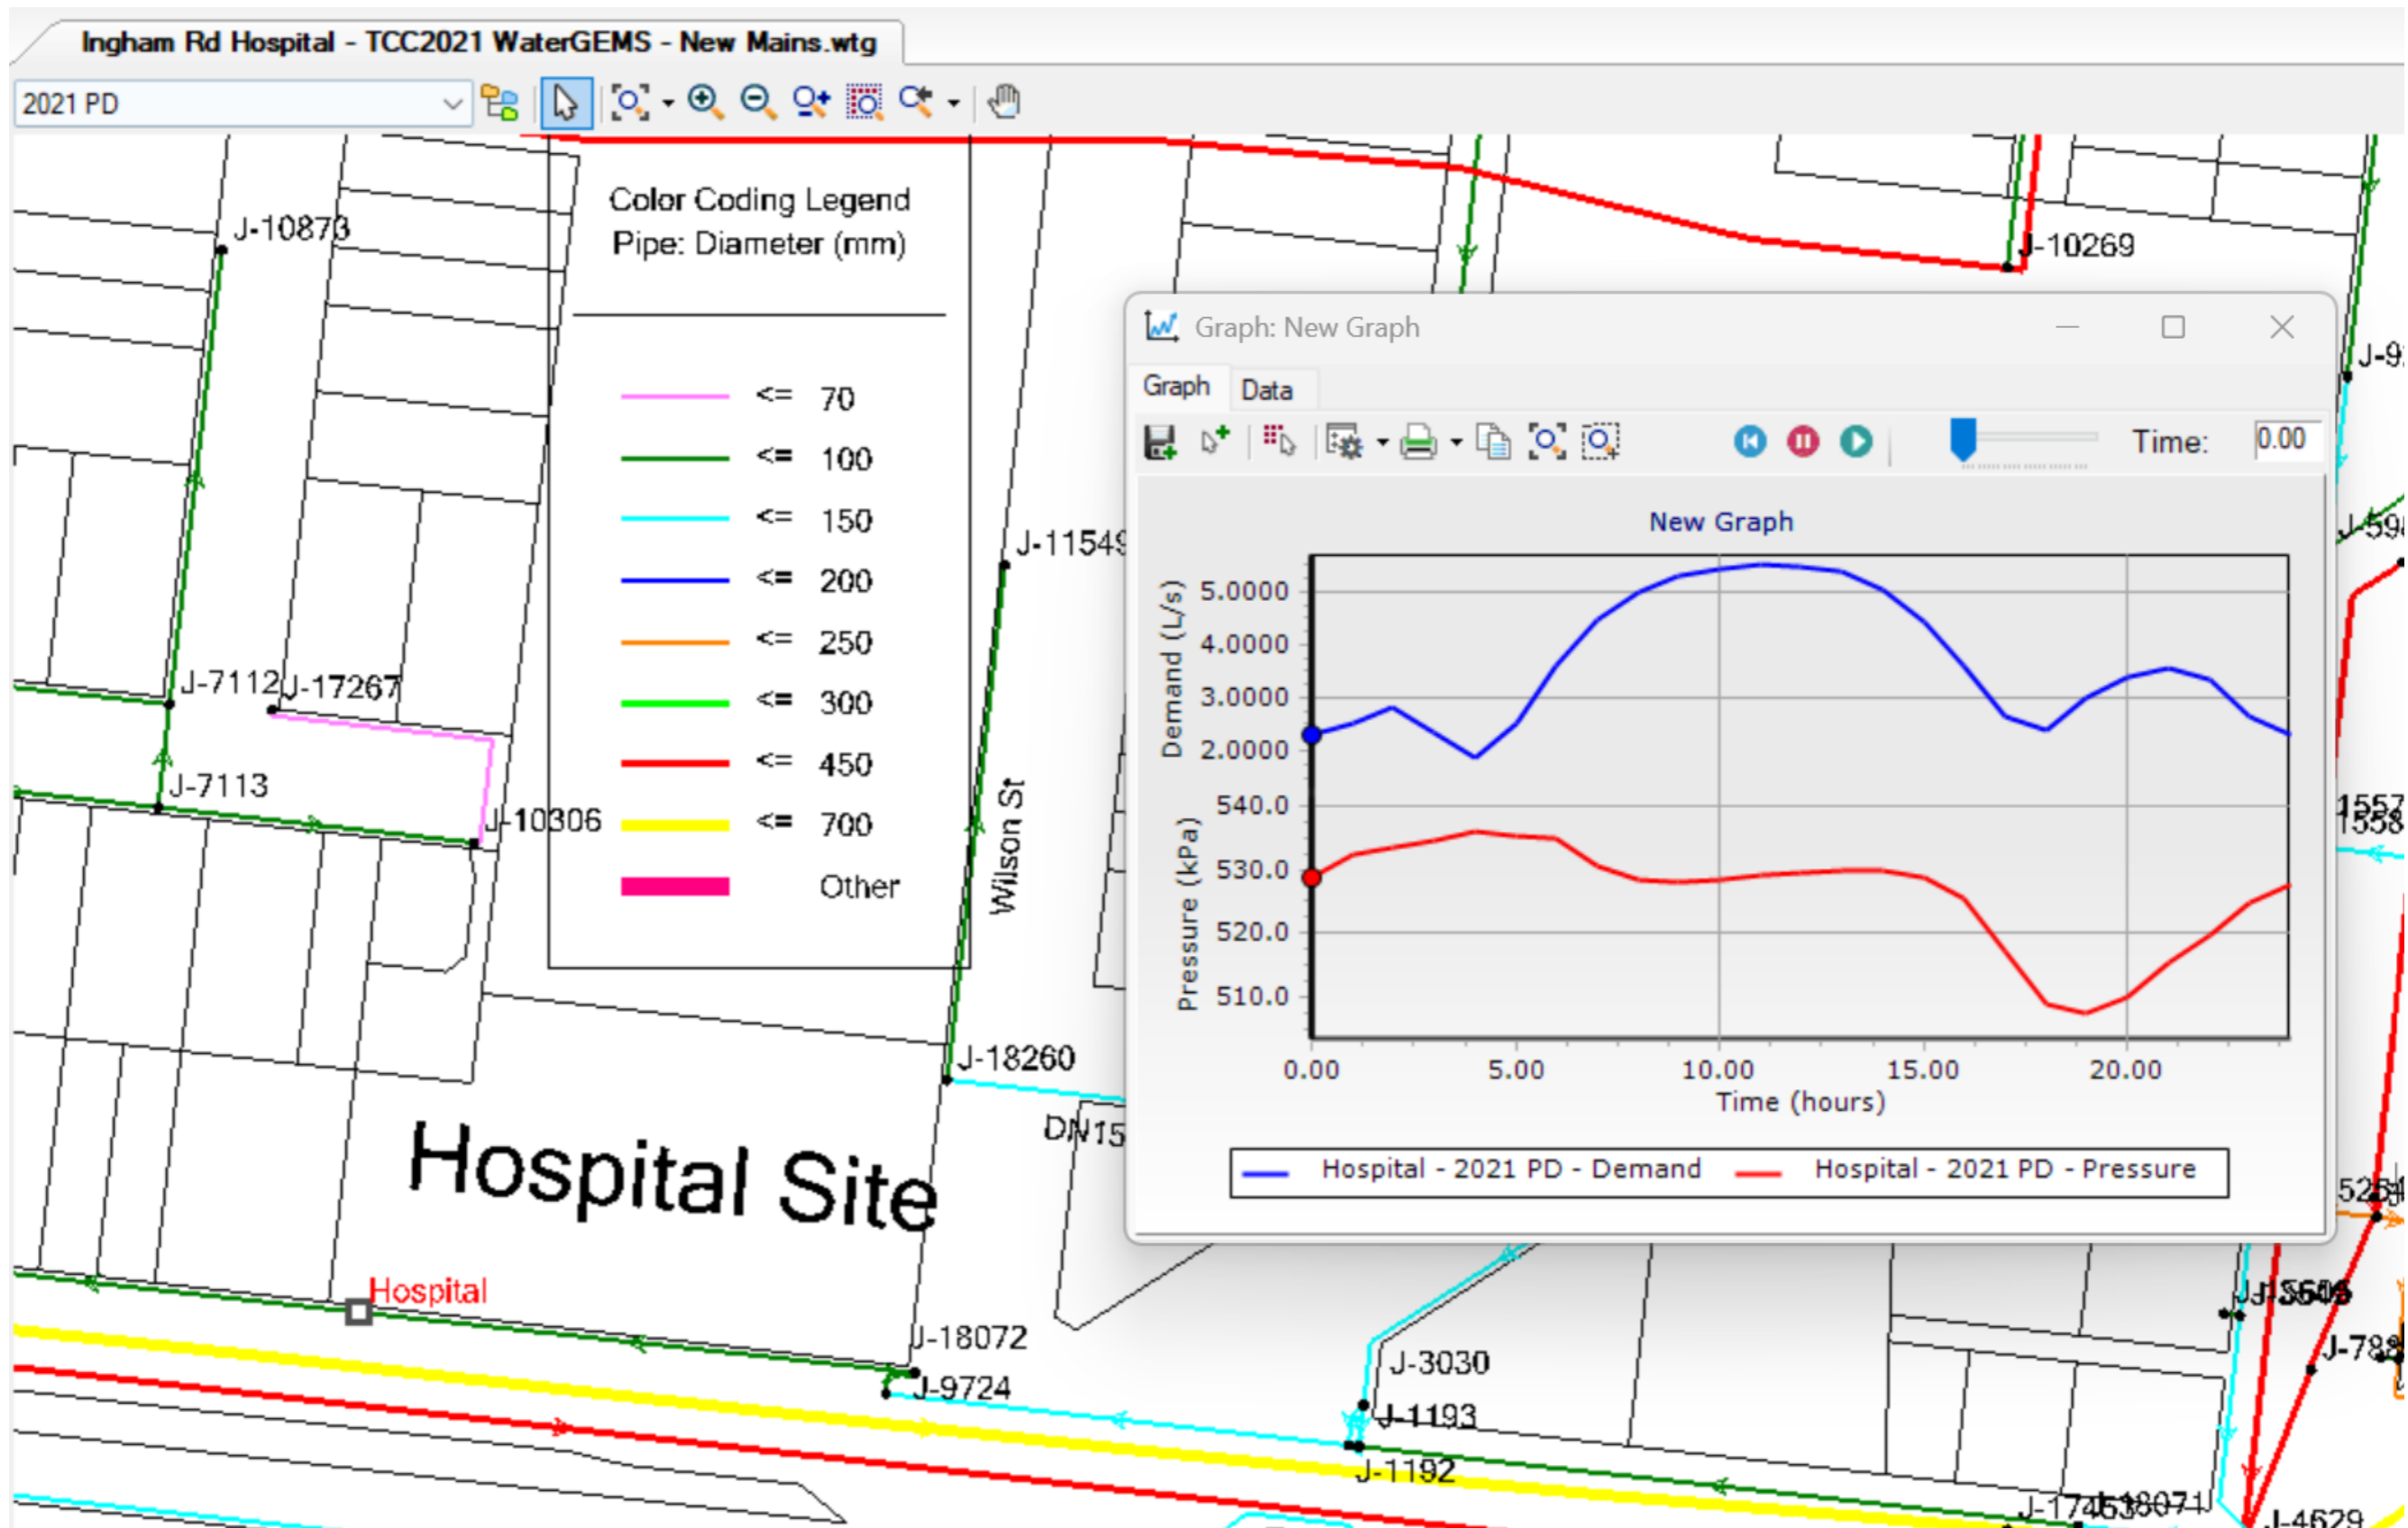 Ingham Rd Hospital - TCC2021 WaterGEMS - New Mains.wtg
2021 PD
Color Coding Legend
Pipe: Diameter (mm)
<= 70
<= 100
<= 150
<= 200
<= 250
<= 300
<= 450
<= 700
Other
J-10873
J-10269
J-11549
J-7112
J-17267
J-7113
J-10306
Wilson St
J-18260
DN15
Hospital Site
Hospital
J-18072
J-9724
J-3030
J-1193
J-1192
J-4629
1557
1558
Graph: New Graph
Graph
Data
Time:
0.00
New Graph
Demand (L/s)
5.0000
4.0000
3.0000
2.0000
Pressure (kPa)
540.0
530.0
520.0
510.0
0.00 5.00 10.00 15.00 20.00
Time (hours)
Hospital - 2021 PD - Demand
Hospital - 2021 PD - Pressure